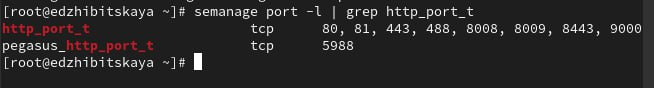 [root@edzhibitskaya ~]# semanage port -l | grep http_port_t
http_port_t                    tcp      80, 81, 443, 488, 8008, 8009, 8443, 9000
pegasus_http_port_t            tcp      5988
[root@edzhibitskaya ~]#